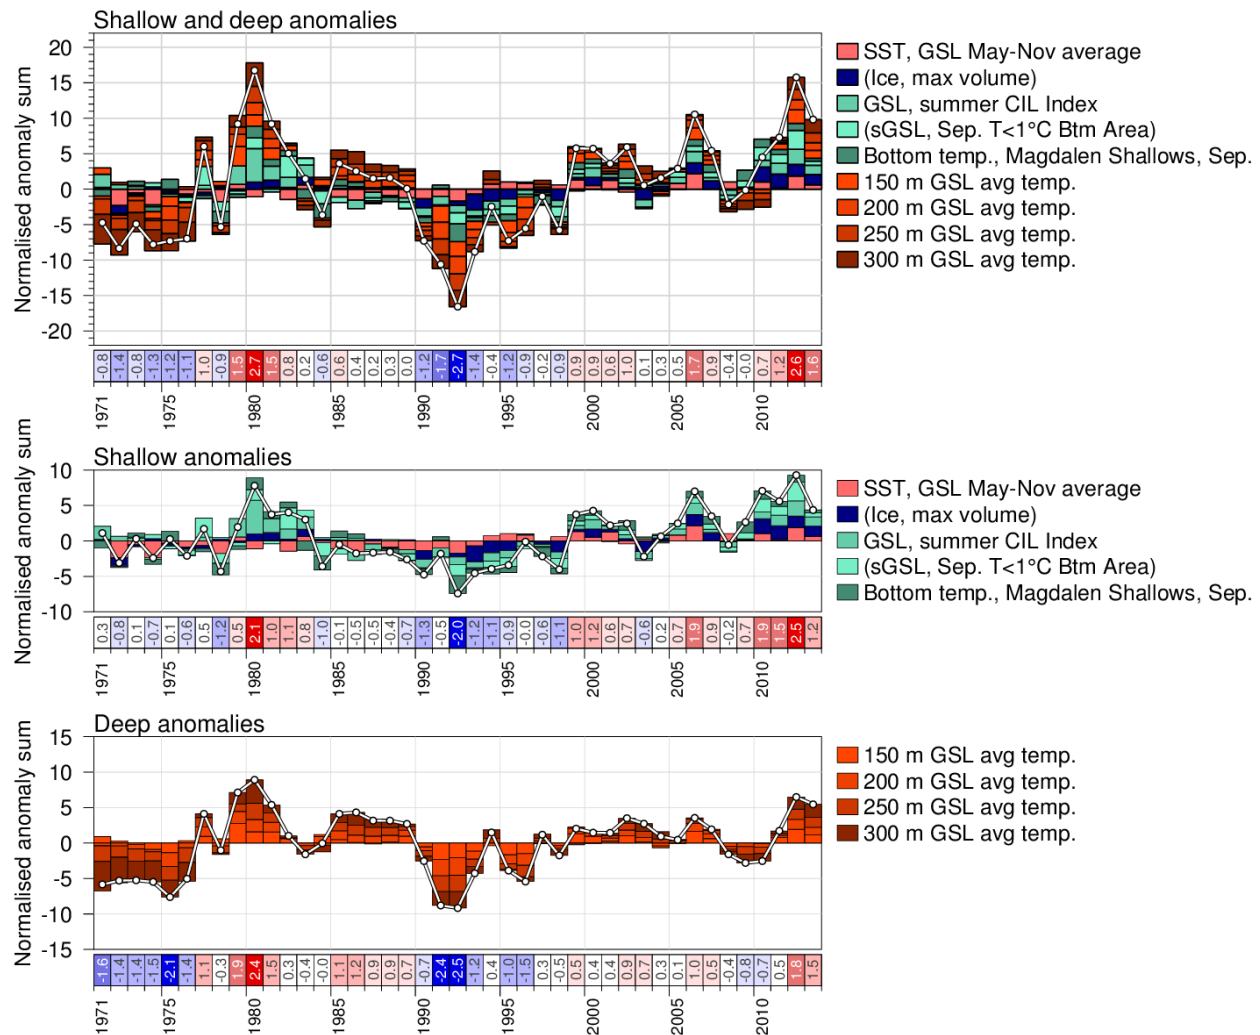 Shallow and deep anomalies
Normalised anomaly sum
20
15
10
5
0
-5
-10
-15
-20
SST, GSL May-Nov average
(Ice, max volume)
GSL, summer CIL Index
(sGSL, Sep. T<1°C Btm Area)
Bottom temp., Magdalen Shallows, Sep.
150 m GSL avg temp.
200 m GSL avg temp.
250 m GSL avg temp.
300 m GSL avg temp.
-0.8 -1.4 -0.8 -1.3 -1.2 -1.1 1.0 -0.9 1.5 2.7 1.5 0.8 0.2 -0.6 0.6 0.4 0.2 0.3 0.0 -1.2 -1.7 -2.7 -1.4 -0.4 -1.2 -0.9 -0.2 -0.9 0.9 0.9 0.6 1.0 0.1 0.3 0.5 1.7 0.9 -0.4 -0.0 0.7 1.2 2.6 1.6
1971 1975 1980 1985 1990 1995 2000 2005 2010
Shallow anomalies
Normalised anomaly sum
10
5
0
-5
-10
SST, GSL May-Nov average
(Ice, max volume)
GSL, summer CIL Index
(sGSL, Sep. T<1°C Btm Area)
Bottom temp., Magdalen Shallows, Sep.
0.3 -0.8 0.1 -0.7 0.1 -0.6 0.5 -1.2 0.5 2.1 1.0 1.1 0.8 -1.0 -0.1 -0.5 -0.5 -0.4 -0.7 -1.3 -0.5 -2.0 -1.2 -1.1 -0.9 -0.0 -0.6 -1.1 1.0 1.2 0.6 0.7 -0.6 0.2 0.7 1.9 0.9 -0.2 0.7 1.9 1.5 2.5 1.2
1971 1975 1980 1985 1990 1995 2000 2005 2010
Deep anomalies
Normalised anomaly sum
15
10
5
0
-5
-10
-15
150 m GSL avg temp.
200 m GSL avg temp.
250 m GSL avg temp.
300 m GSL avg temp.
-1.6 -1.4 -1.4 -1.5 -2.1 -1.4 1.1 -0.3 1.9 2.4 1.5 0.3 -0.4 -0.0 1.1 1.2 0.9 0.9 0.7 -0.7 -2.4 -2.5 -1.2 0.4 -1.0 -1.5 0.3 -0.5 0.5 0.4 0.4 0.9 0.7 0.3 0.1 1.0 0.5 -0.4 -0.8 -0.7 0.5 1.8 1.5
1971 1975 1980 1985 1990 1995 2000 2005 2010